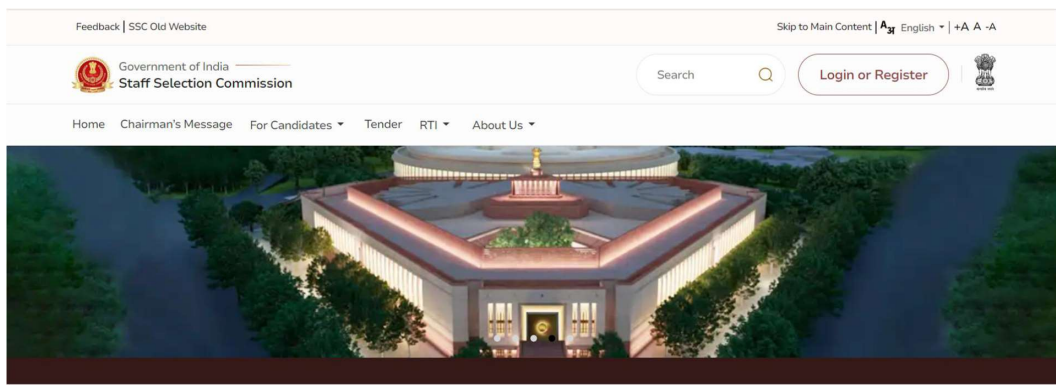 Feedback | SSC Old Website
Skip to Main Content | Aअ English | +A A -A
Government of India
Staff Selection Commission
Search
Login or Register
Home Chairman's Message For Candidates Tender RTI About Us